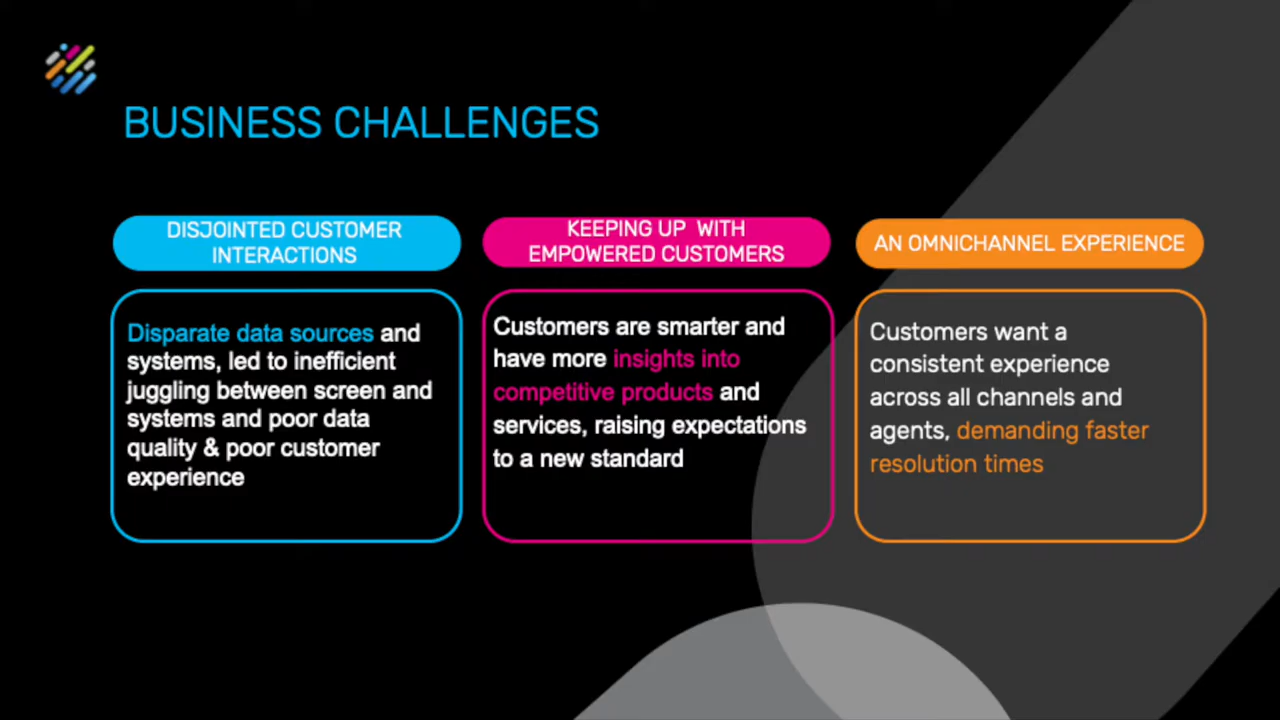 BUSINESS CHALLENGES
DISJOINTED CUSTOMER
INTERACTIONS
Disparate data sources and
systems, led to inefficient
juggling between screen and
systems and poor data
quality & poor customer
experience
KEEPING UP WITH
EMPOWERED CUSTOMERS
Customers are smarter and
have more insights into
competitive products and
services, raising expectations
to a new standard
AN OMNICHANNEL EXPERIENCE
Customers want a
consistent experience
across all channels and
agents, demanding faster
resolution times